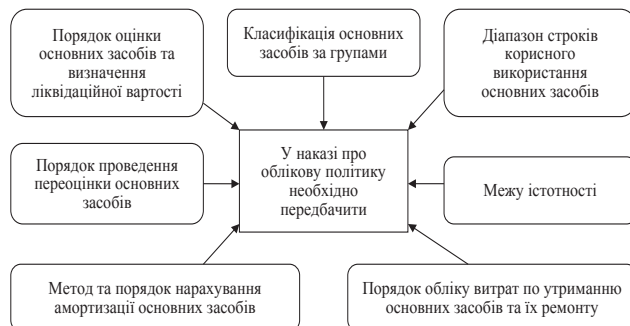 Порядок оцінки
основних засобів та
визначення
ліквідаційної вартості
Класифікація основних
засобів за групами
Діапазон строків
корисного
використання
основних засобів
Порядок проведення
переоцінки основних
засобів
У наказі про
облікову політику
необхідно
передбачити
Межу істотності
Метод та порядок нарахування
амортизації основних засобів
Порядок обліку витрат по утриманню
основних засобів та їх ремонту